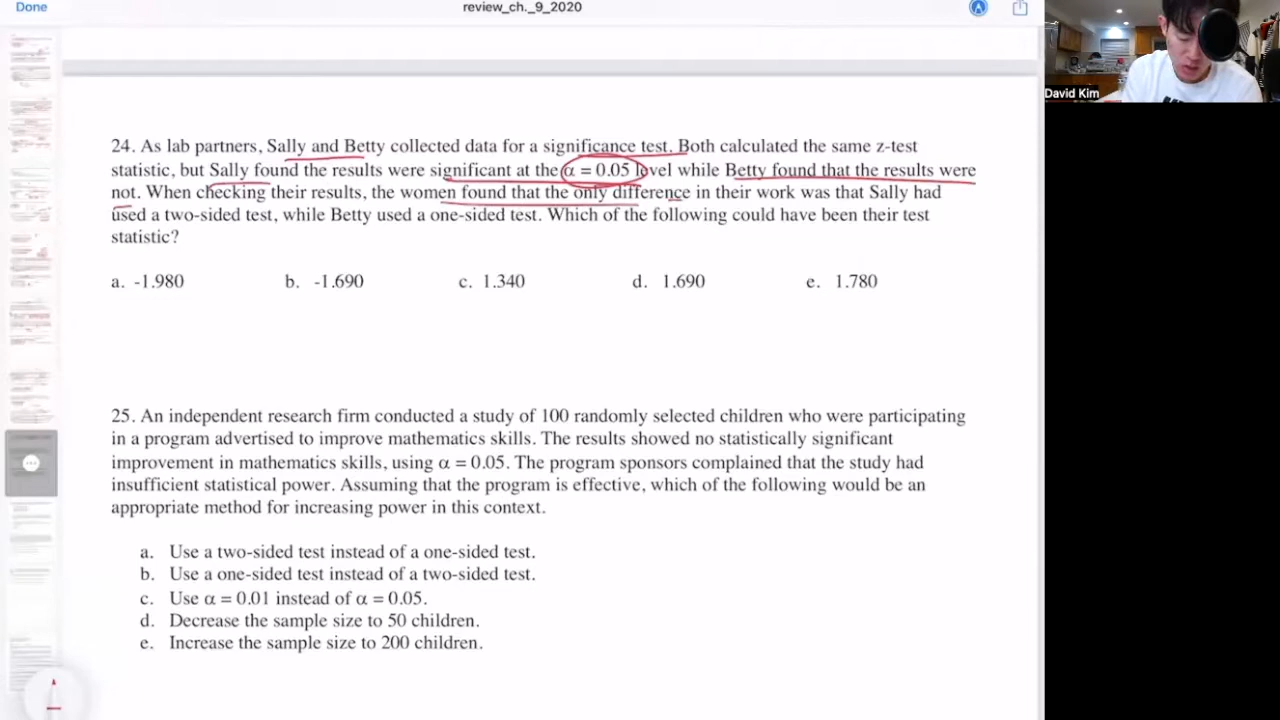 Done
review_ch._9_2020
David Kim
24. As lab partners, Sally and Betty collected data for a significance test. Both calculated the same z-test
statistic, but Sally found the results were significant at the α = 0.05 level while Betty found that the results were
not. When checking their results, the women found that the only difference in their work was that Sally had
used a two-sided test, while Betty used a one-sided test. Which of the following could have been their test
statistic?
a. -1.980 b. -1.690 c. 1.340 d. 1.690 e. 1.780
25. An independent research firm conducted a study of 100 randomly selected children who were participating
in a program advertised to improve mathematics skills. The results showed no statistically significant
improvement in mathematics skills, using α = 0.05. The program sponsors complained that the study had
insufficient statistical power. Assuming that the program is effective, which of the following would be an
appropriate method for increasing power in this context.
a. Use a two-sided test instead of a one-sided test.
b. Use a one-sided test instead of a two-sided test.
c. Use α = 0.01 instead of α = 0.05.
d. Decrease the sample size to 50 children.
e. Increase the sample size to 200 children.